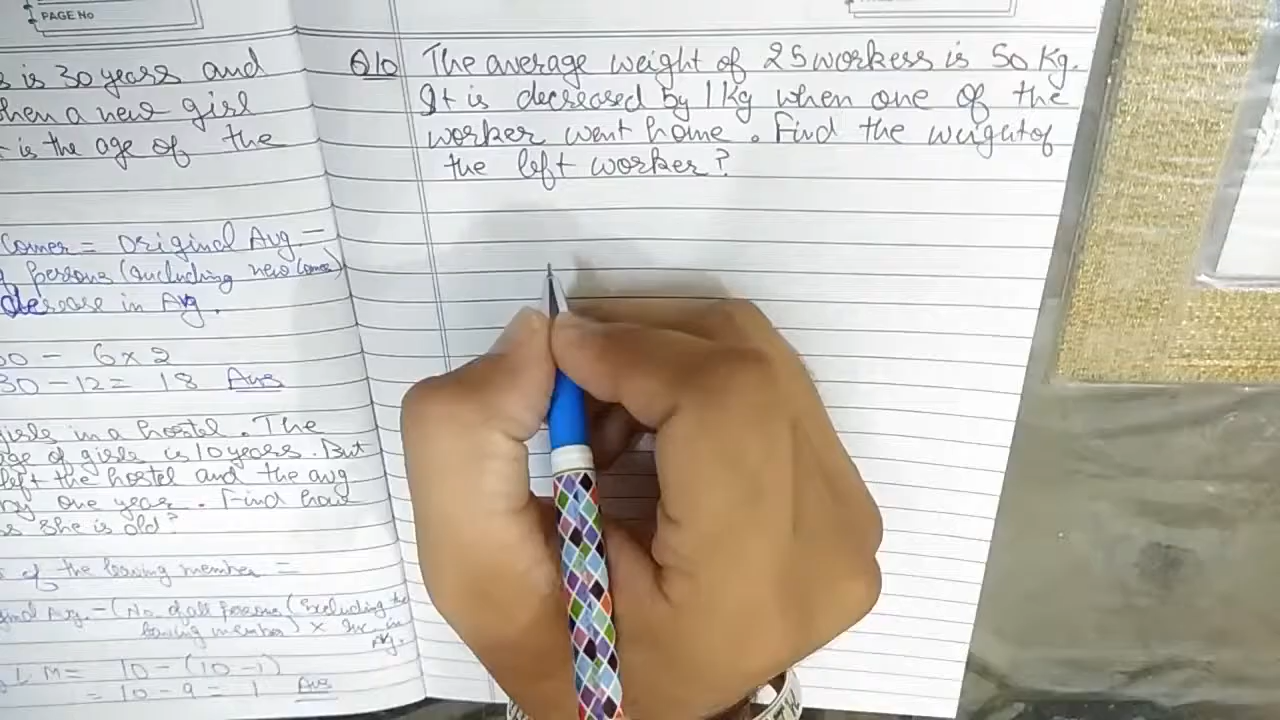 PAGE No
s is 30 years and
hen a new girl
is the age of the
Comer = Original Avg. -
persons (including new comer)
decrease in Avg.
30 - 6 x 2
30 - 12 = 18 Ans
girls in a hostel. The
age of girls is 10 years. But
left the hostel and the avg
by one year. Find how
she is old?
of the leaving member =
inal Avg. - (No. of all persons (Excluding the
leaving member) x Inc in
Avg.
L M = 10 - (10 - 1)
= 10 - 9 = 1 Ans
Q10 The average weight of 25 workers is 50 Kg.
It is decreased by 1 Kg when one of the
worker went home. Find the weight of
the left worker?